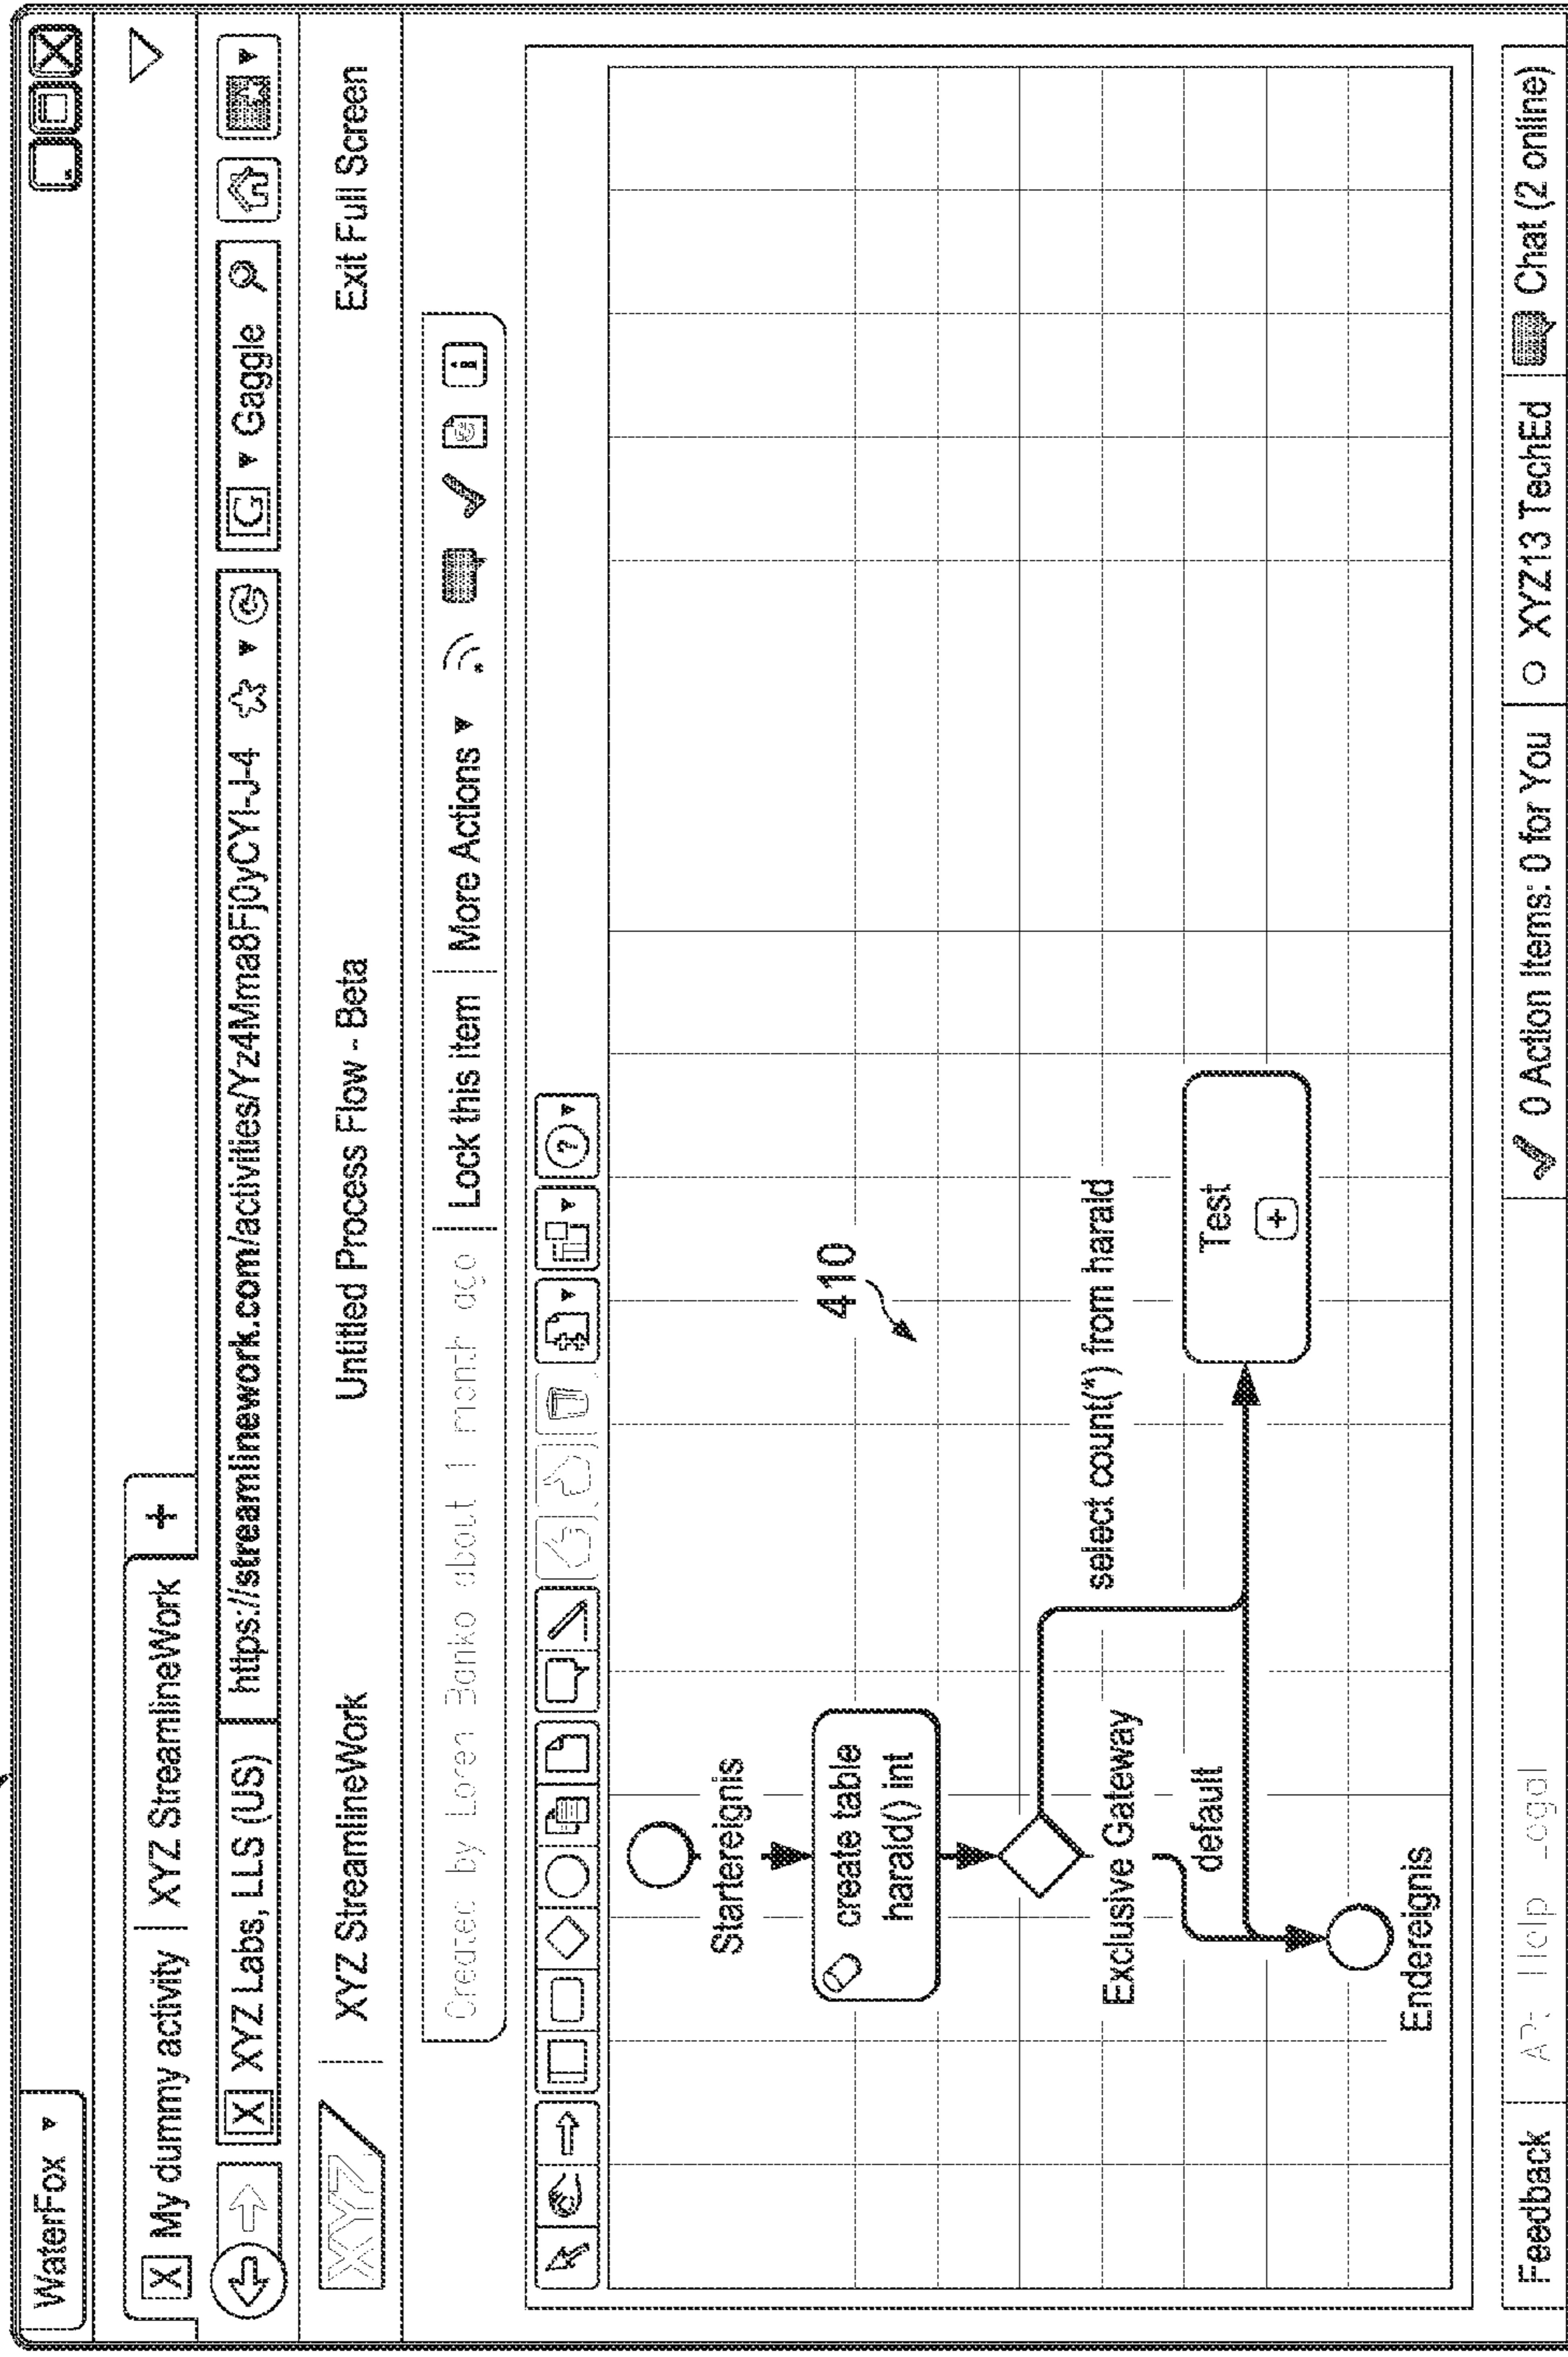 WaterFox
X My dummy activity | XYZ StreamlineWork +
X XYZ Labs, LLS (US) https://streamlinework.com/activities/Yz4Mma8Fj0yCYI-J-4 G Gaggle
XYZ XYZ StreamlineWork Untitled Process Flow - Beta Exit Full Screen
Created by Loren Banko about 1 month ago Lock this item More Actions
?
Startereignis
create table
harald() int
410
Exclusive Gateway
select count(*) from harald
default
Test
+
Endereignis
Feedback Help Legal 0 Action Items: 0 for You XYZ13 TechEd Chat (2 online)